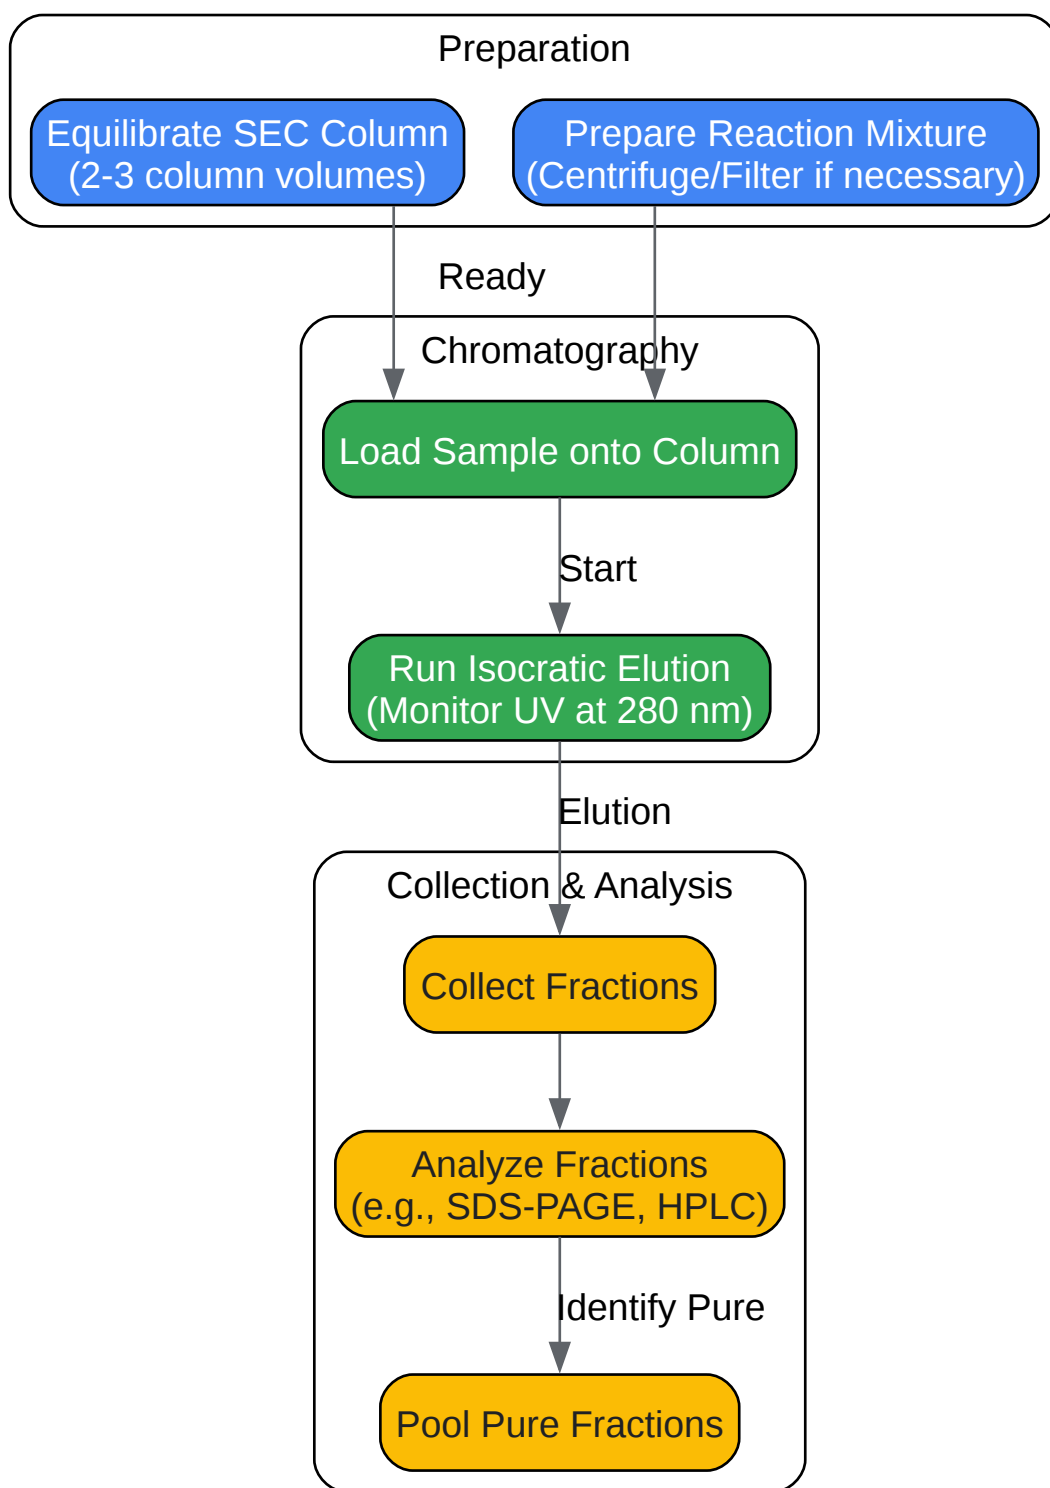 Preparation
Equilibrate SEC Column
(2-3 column volumes)
Prepare Reaction Mixture
(Centrifuge/Filter if necessary)
Ready
Chromatography
Load Sample onto Column
Start
Run Isocratic Elution
(Monitor UV at 280 nm)
Elution
Collection & Analysis
Collect Fractions
Analyze Fractions
(e.g., SDS-PAGE, HPLC)
Identify Pure
Pool Pure Fractions